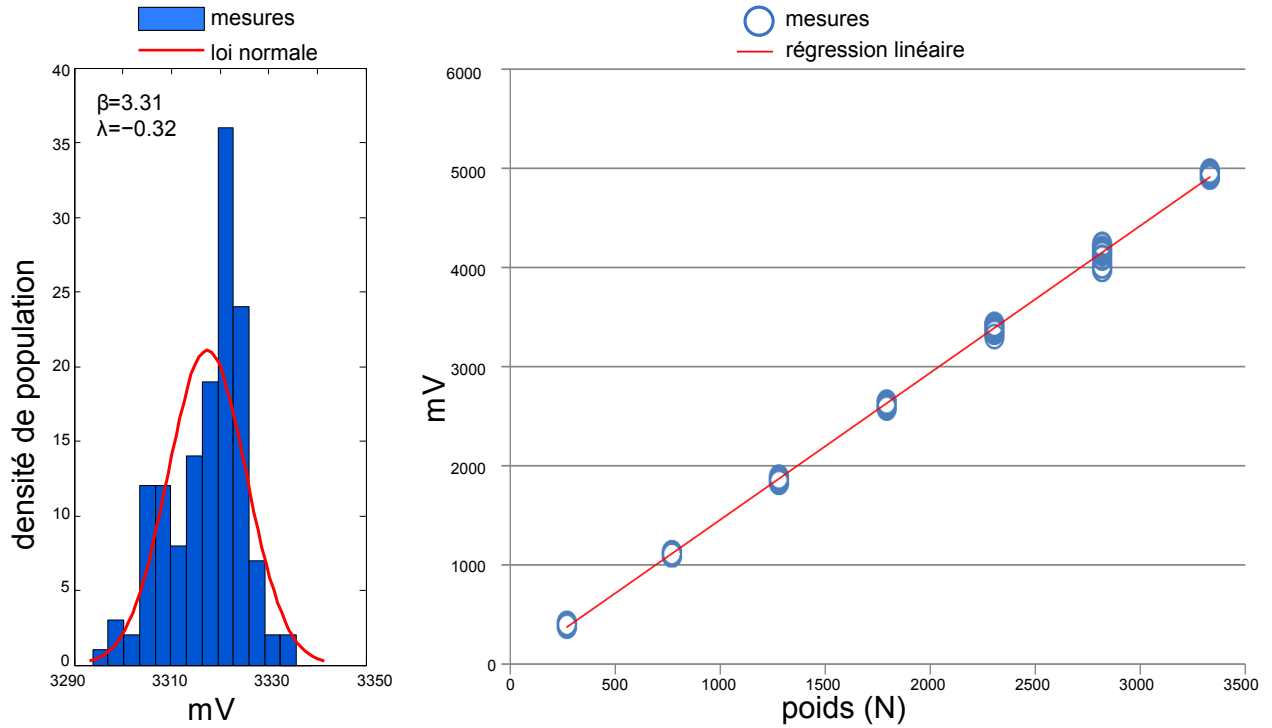 mesures
loi normale
40
35
30
25
20
15
10
5
0
β=3.31
λ=−0.32
densité de population
3290
3310
3330
3350
mV
mesures
régression linéaire
6000
5000
4000
3000
2000
1000
0
mV
0
500
1000
1500
2000
2500
3000
3500
poids (N)